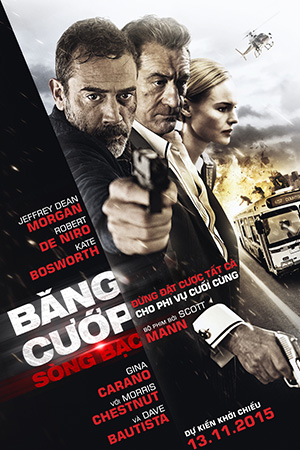 JEFFREY DEAN
MORGAN
ROBERT
DE NIRO
KATE
BOSWORTH
BĂNG
CƯỚP
SÒNG BẠC
DÙNG ĐẶT CƯỢC TẤT CẢ
CHO PHI VỤ CUỐI CÙNG
BỘ PHIM BỞI SCOTT
MANN
GINA
CARANO
VỚI MORRIS
CHESTNUT
VÀ DAVE
BAUTISTA
DỰ KIẾN KHỞI CHIẾU
13.11.2015